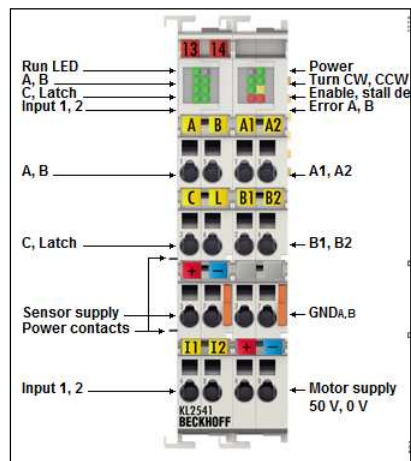 13 14
Run LED
A, B
C, Latch
Input 1, 2
Power
Turn CW, CCW
Enable, stall de
Error A, B
A B A1 A2
A, B
A1, A2
C L B1 B2
C, Latch
B1, B2
+ −
Sensor supply
Power contacts
GNDA,B
I1 I2 + −
Input 1, 2
Motor supply
50 V, 0 V
KL2541
BECKHOFF